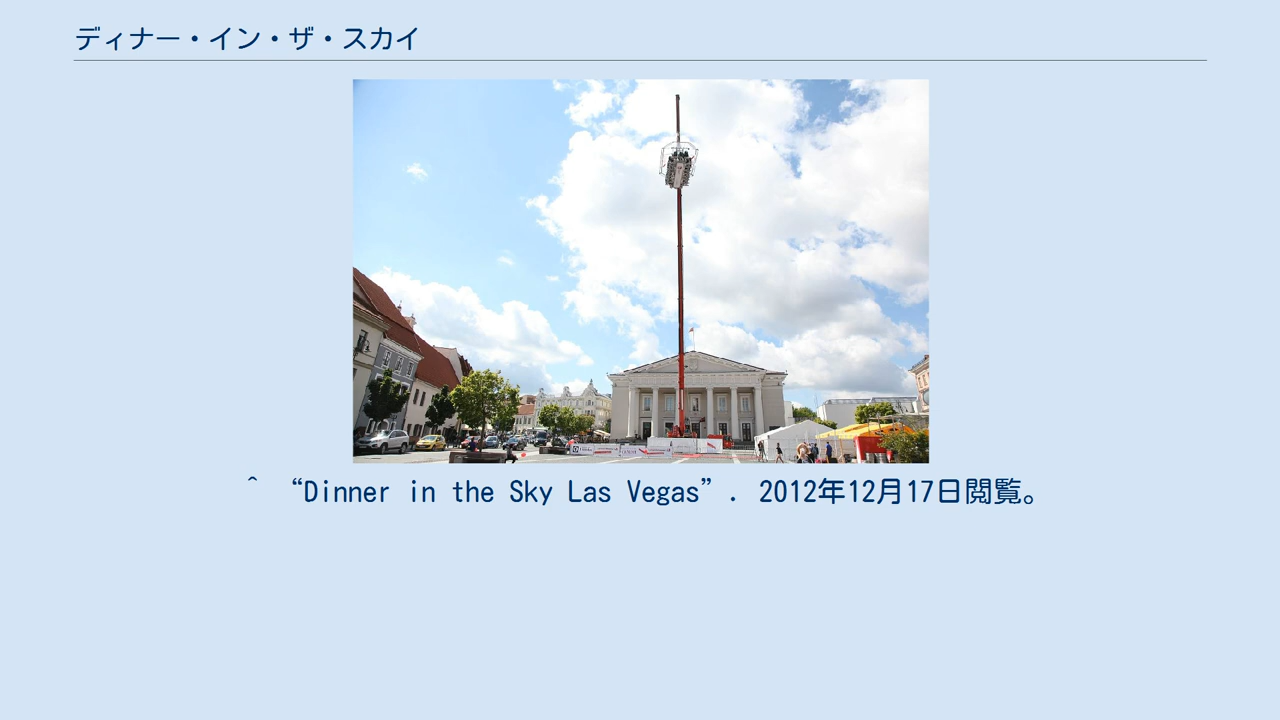 ディナー・イン・ザ・スカイ
^ “Dinner in the Sky Las Vegas”. 2012年12月17日閲覧。